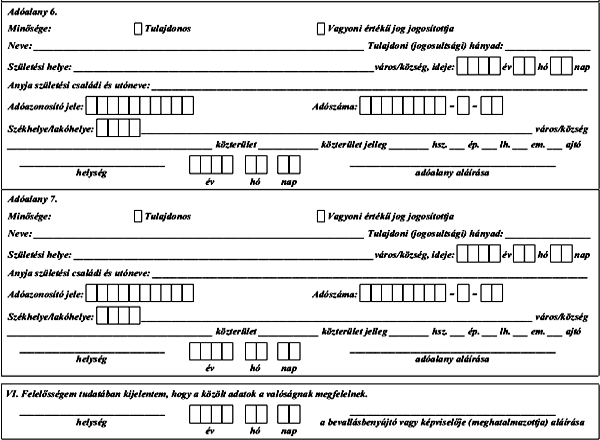 Adóalany 6.
Minősége: Tulajdonos Vagyoni értékű jog jogosítottja
Neve: Tulajdoni (jogosultsági) hányad:
Születési helye: város/község, ideje: év hó nap
Anyja születési családi és utóneve:
Adóazonosító jele: Adószáma: - -
Székhelye/lakóhelye: város/község
közterület közterület jelleg hsz. ép. lh. em. ajtó
helység adóalany aláírása
év hó nap
Adóalany 7.
Minősége: Tulajdonos Vagyoni értékű jog jogosítottja
Neve: Tulajdoni (jogosultsági) hányad:
Születési helye: város/község, ideje: év hó nap
Anyja születési családi és utóneve:
Adóazonosító jele: Adószáma: - -
Székhelye/lakóhelye: város/község
közterület közterület jelleg hsz. ép. lh. em. ajtó
helység év hó nap adóalany aláírása
VI. Felelősségem tudatában kijelentem, hogy a közölt adatok a valóságnak megfelelnek.
helység a bevallásbenyújtó vagy képviselője (meghatalmazottja) aláírása
év hó nap